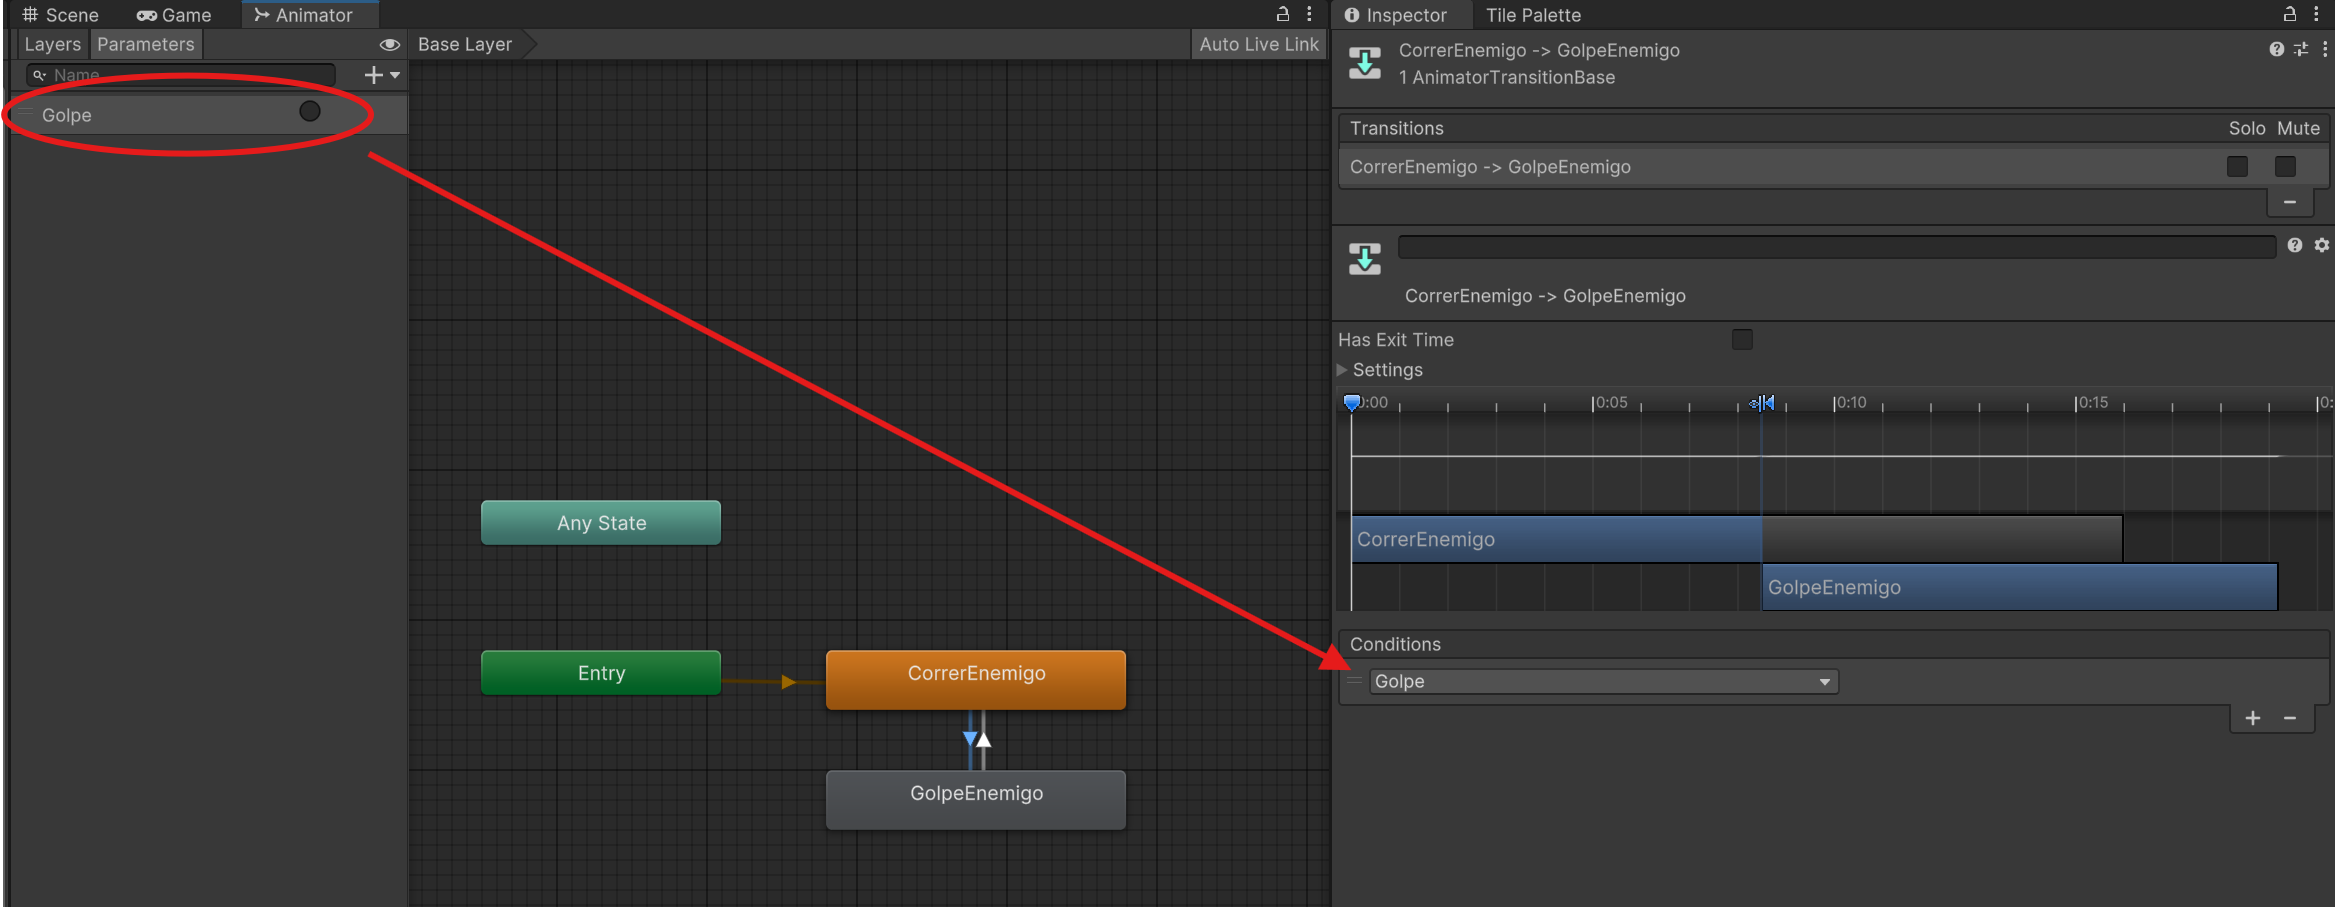 Scene Game Animator
Layers Parameters
Name
Golpe
Base Layer Auto Live Link
Any State
Entry
CorrerEnemigo
GolpeEnemigo
Inspector Tile Palette
CorrerEnemigo -> GolpeEnemigo
1 AnimatorTransitionBase
Transitions Solo Mute
CorrerEnemigo -> GolpeEnemigo
CorrerEnemigo -> GolpeEnemigo
Has Exit Time
Settings
0:00 0:05 0:10 0:15 0:
CorrerEnemigo
GolpeEnemigo
Conditions
Golpe